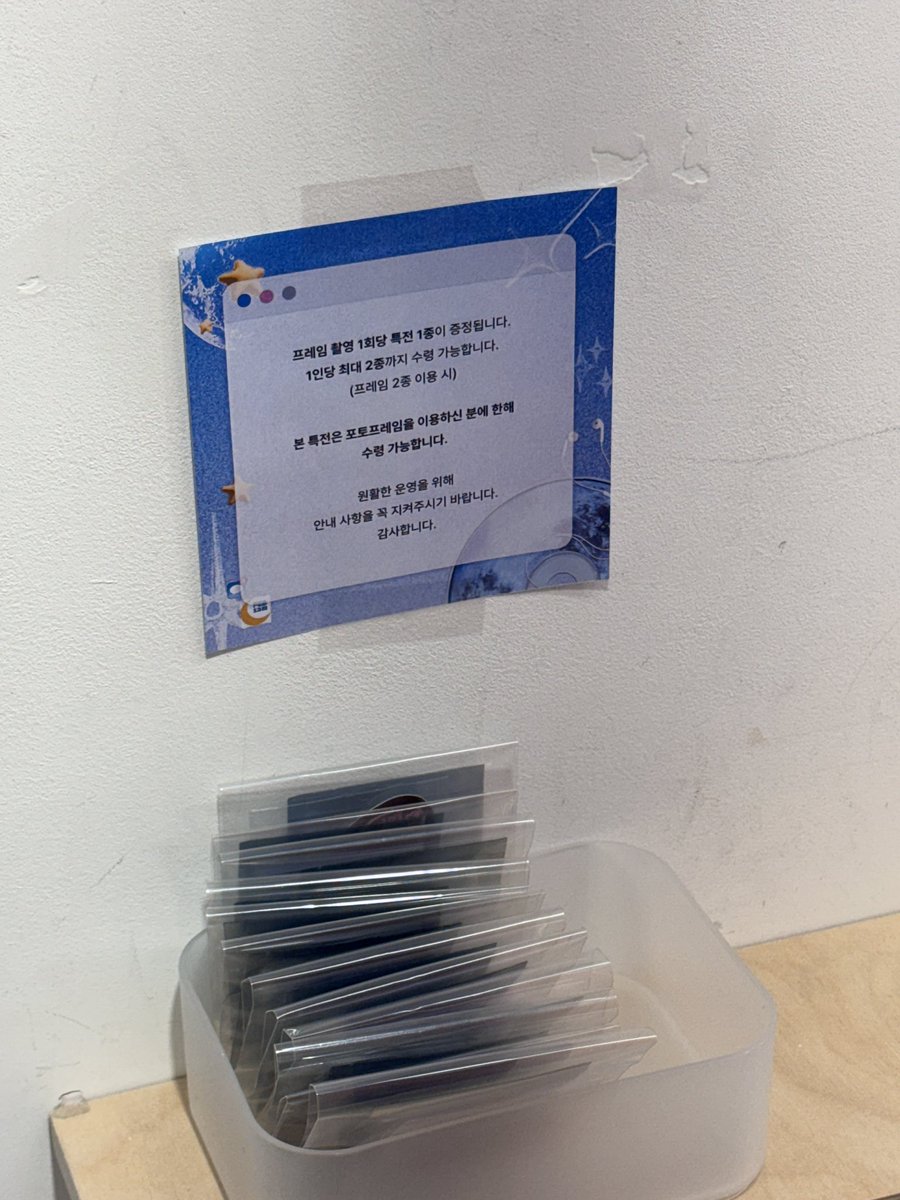 프레임 촬영 1회당 특전 1종이 증정됩니다.
1인당 최대 2종까지 수령 가능합니다.
(프레임 2종 이용 시)
본 특전은 포토프레임을 이용하신 분에 한해
수령 가능합니다.
원활한 운영을 위해
안내 사항을 꼭 지켜주시기 바랍니다.
감사합니다.